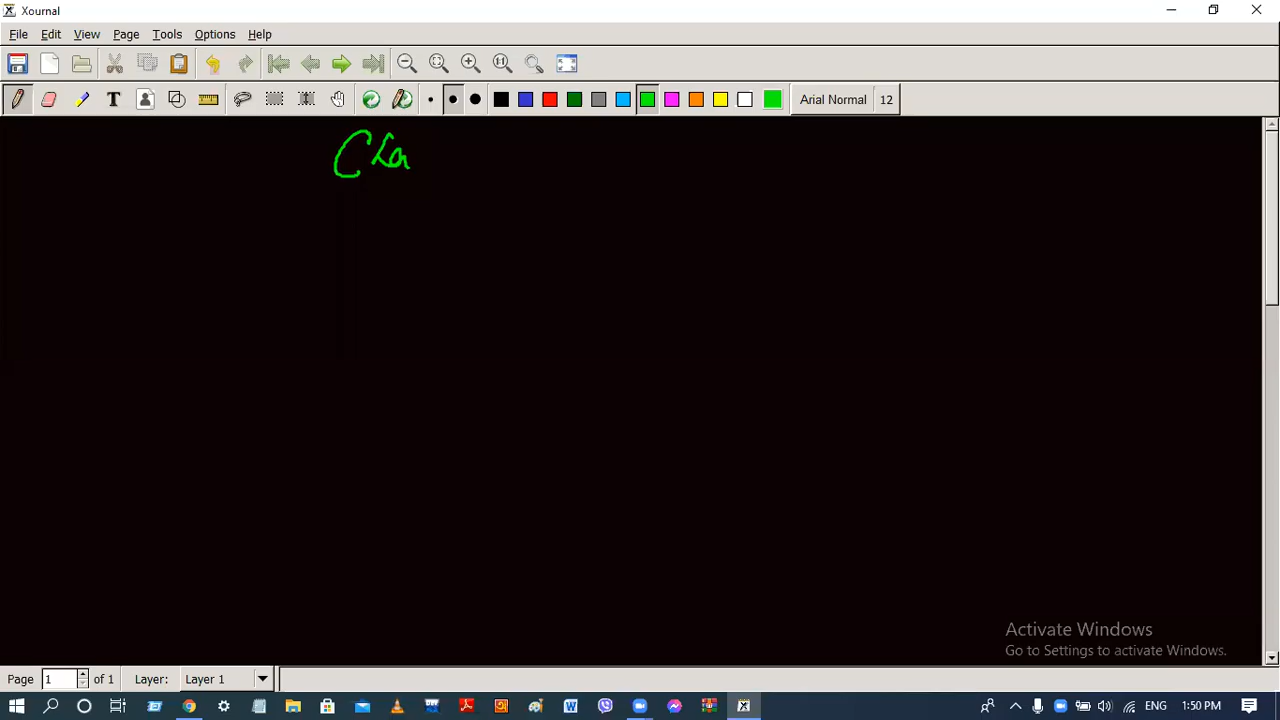 Xournal
File Edit View Page Tools Options Help
Arial Normal 12
Cla
Activate Windows
Go to Settings to activate Windows.
Page 1 of 1 Layer: Layer 1
ENG 1:50 PM